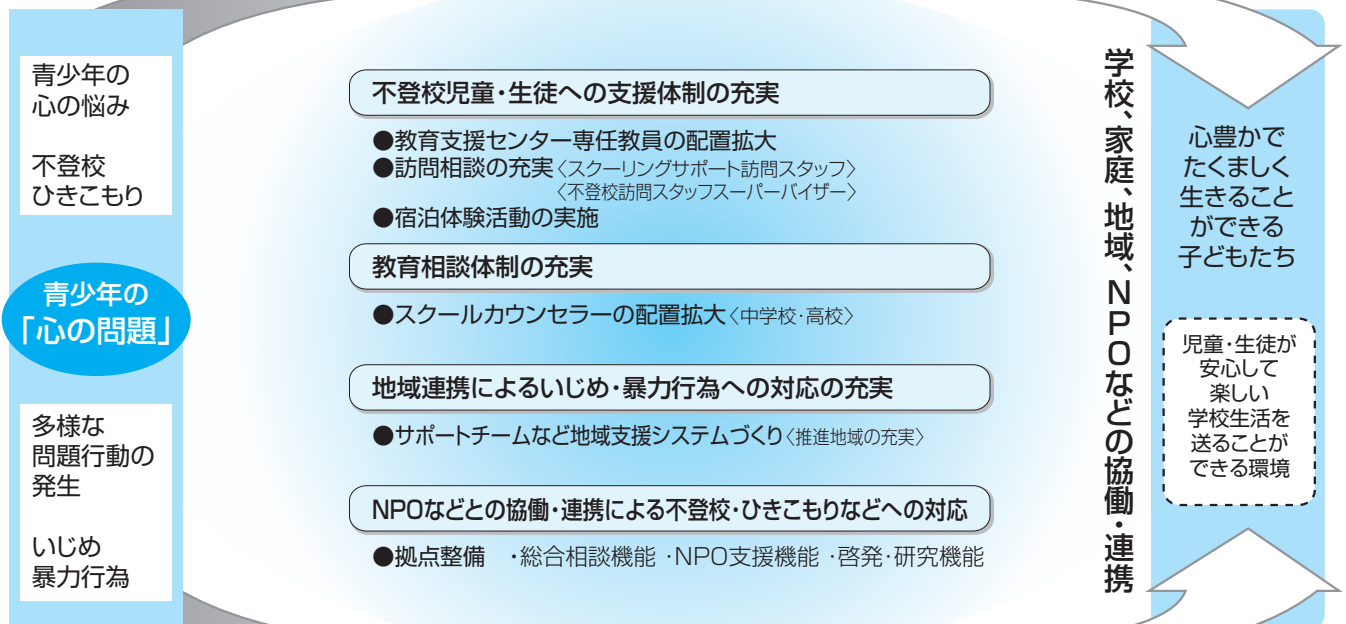 青少年の
心の悩み
不登校
ひきこもり
青少年の
「心の問題」
多様な
問題行動の
発生
いじめ
暴力行為
不登校児童・生徒への支援体制の充実
●教育支援センター専任教員の配置拡大
●訪問相談の充実〈スクーリングサポート訪問スタッフ〉
〈不登校訪問スタッフスーパーバイザー〉
●宿泊体験活動の実施
教育相談体制の充実
●スクールカウンセラーの配置拡大〈中学校・高校〉
地域連携によるいじめ・暴力行為への対応の充実
●サポートチームなど地域支援システムづくり〈推進地域の充実〉
NPOなどとの協働・連携による不登校・ひきこもりなどへの対応
●拠点整備 ・総合相談機能 ・NPO支援機能 ・啓発・研究機能
学校、家庭、地域、NPOなどの協働・連携
心豊かで
たくましく
生きること
ができる
子どもたち
児童・生徒が
安心して
楽しい
学校生活を
送ることが
できる環境